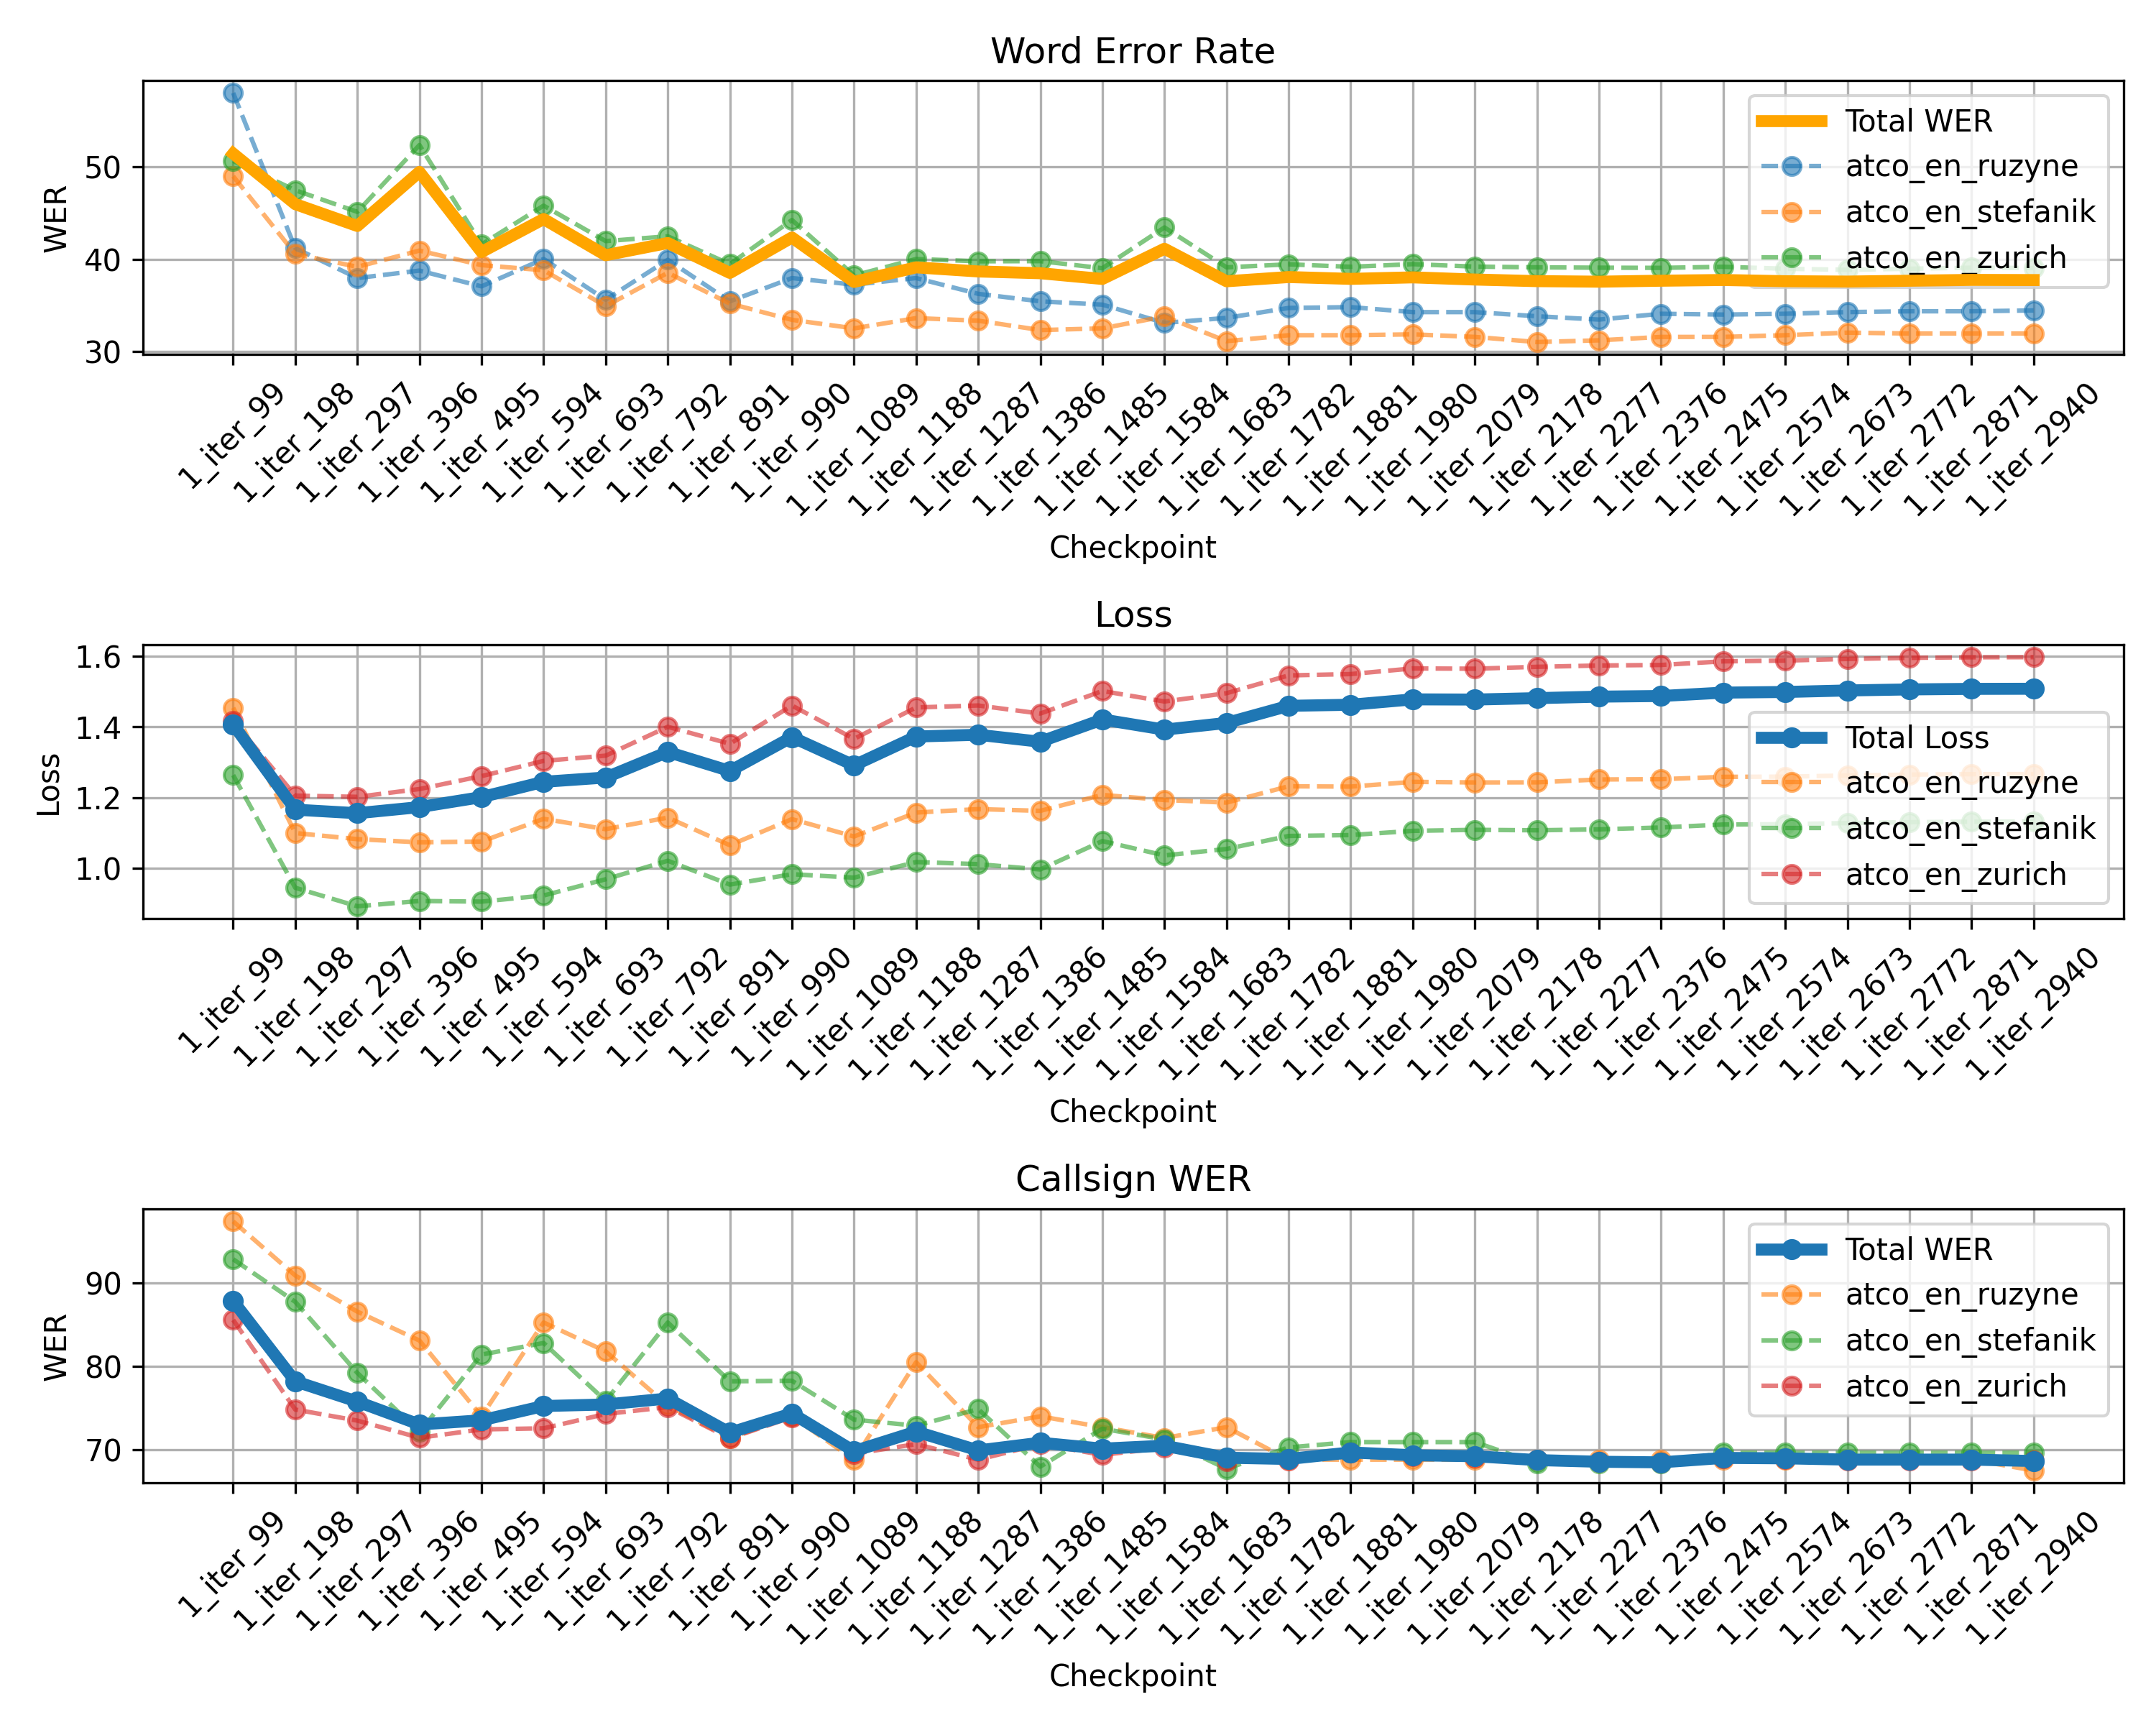 Word Error Rate
WER
50
40
30
Total WER
atco_en_ruzyne
atco_en_stefanik
atco_en_zurich
1_iter_99
1_iter_198
1_iter_297
1_iter_396
1_iter_495
1_iter_594
1_iter_693
1_iter_792
1_iter_891
1_iter_990
1_iter_1089
1_iter_1188
1_iter_1287
1_iter_1386
1_iter_1485
1_iter_1584
1_iter_1683
1_iter_1782
1_iter_1881
1_iter_1980
1_iter_2079
1_iter_2178
1_iter_2277
1_iter_2376
1_iter_2475
1_iter_2574
1_iter_2673
1_iter_2772
1_iter_2871
1_iter_2940
Checkpoint
Loss
Loss
1.6
1.4
1.2
1.0
Total Loss
atco_en_ruzyne
atco_en_stefanik
atco_en_zurich
1_iter_99
1_iter_198
1_iter_297
1_iter_396
1_iter_495
1_iter_594
1_iter_693
1_iter_792
1_iter_891
1_iter_990
1_iter_1089
1_iter_1188
1_iter_1287
1_iter_1386
1_iter_1485
1_iter_1584
1_iter_1683
1_iter_1782
1_iter_1881
1_iter_1980
1_iter_2079
1_iter_2178
1_iter_2277
1_iter_2376
1_iter_2475
1_iter_2574
1_iter_2673
1_iter_2772
1_iter_2871
1_iter_2940
Checkpoint
Callsign WER
WER
90
80
70
Total WER
atco_en_ruzyne
atco_en_stefanik
atco_en_zurich
1_iter_99
1_iter_198
1_iter_297
1_iter_396
1_iter_495
1_iter_594
1_iter_693
1_iter_792
1_iter_891
1_iter_990
1_iter_1089
1_iter_1188
1_iter_1287
1_iter_1386
1_iter_1485
1_iter_1584
1_iter_1683
1_iter_1782
1_iter_1881
1_iter_1980
1_iter_2079
1_iter_2178
1_iter_2277
1_iter_2376
1_iter_2475
1_iter_2574
1_iter_2673
1_iter_2772
1_iter_2871
1_iter_2940
Checkpoint